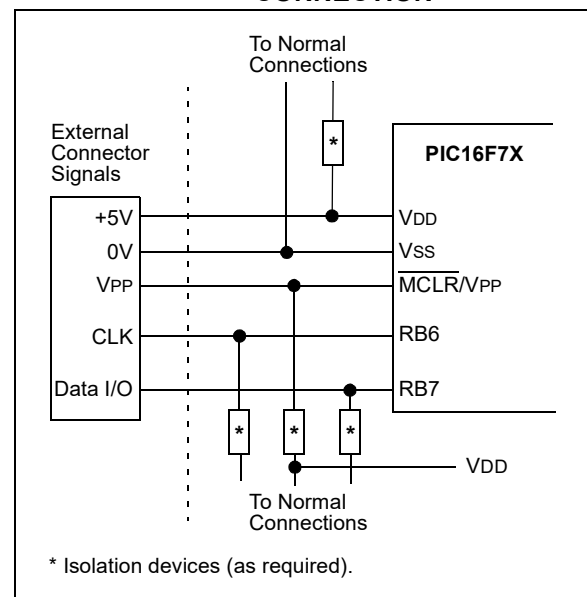 CONNECTION
To Normal
Connections
External
Connector
Signals
*
PIC16F7X
+5V
VDD
0V
VSS
VPP
MCLR/VPP
CLK
RB6
Data I/O
RB7
* * *
VDD
To Normal
Connections
* Isolation devices (as required).